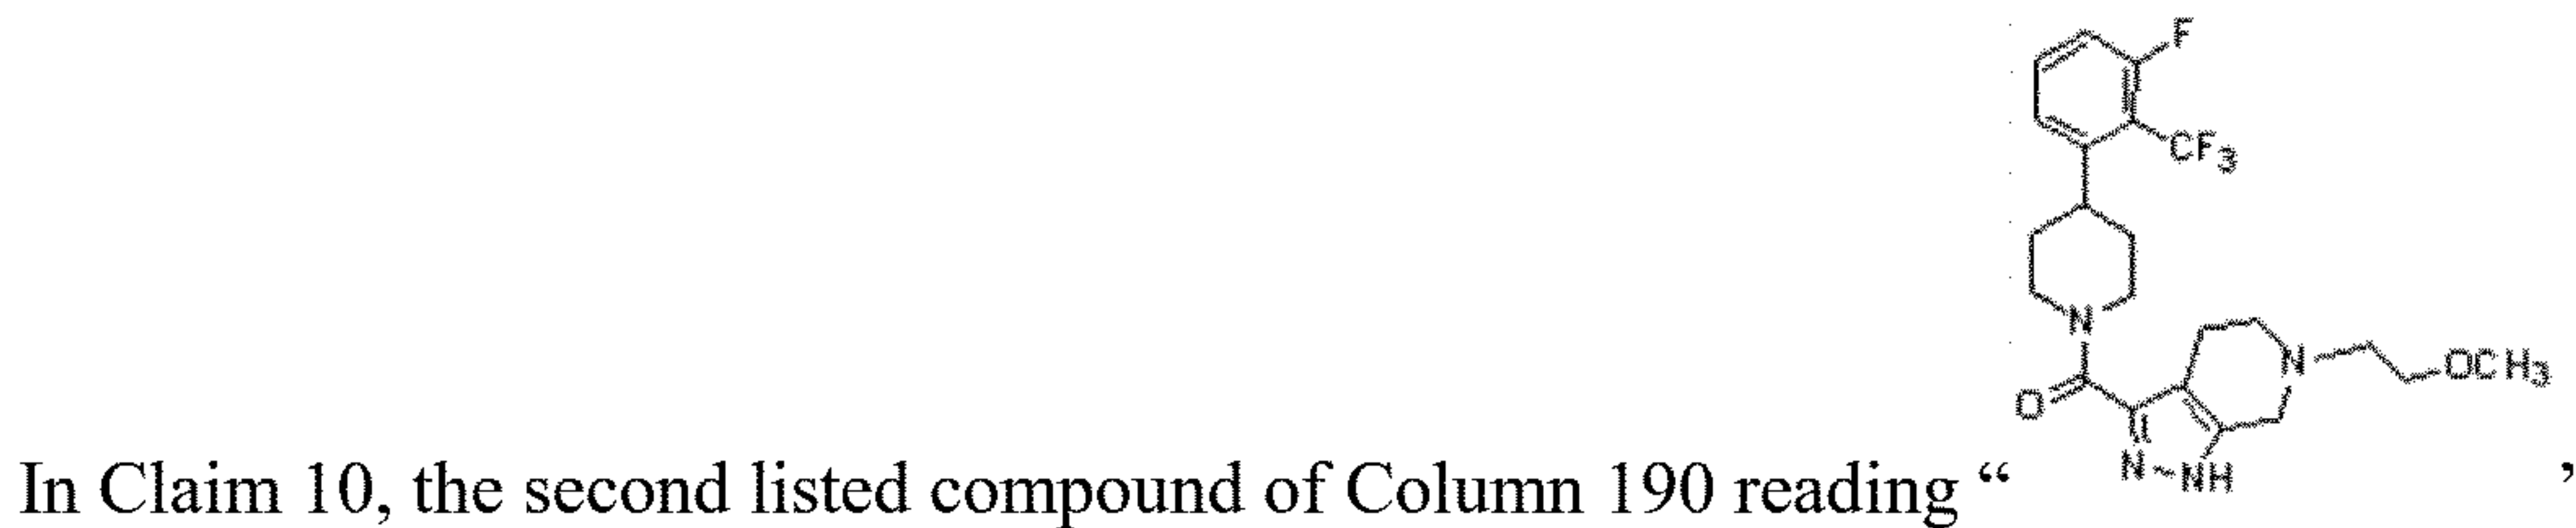 F
CF3
N
N
OCH3
O
In Claim 10, the second listed compound of Column 190 reading “
N
NH
”